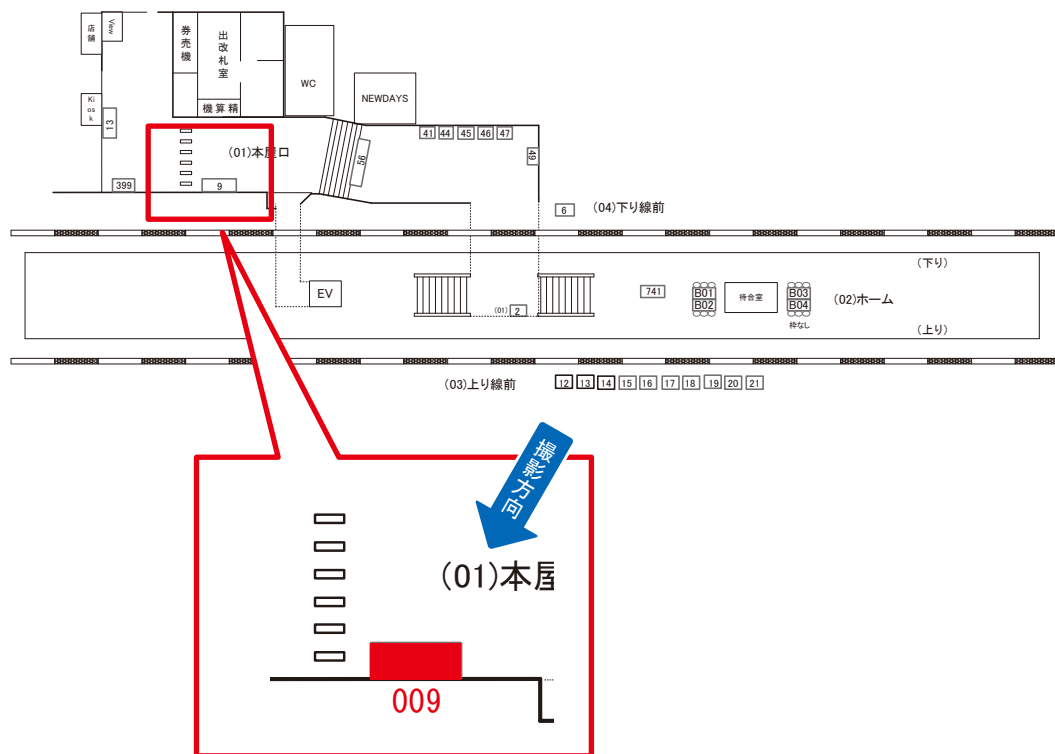 店舗
View
券売機
出改札室
WC
NEWDAYS
Kiosk
13
機算精
41
44
45
46
47
49
56
(01)本屋口
399
9
6
(04)下り線前
(下り)
EV
(01)
2
741
B01
B02
待合室
B03
B04
枠なし
(02)ホーム
(上り)
(03)上り線前
12
13
14
15
16
17
18
19
20
21
撮影方向
(01)本屋
009